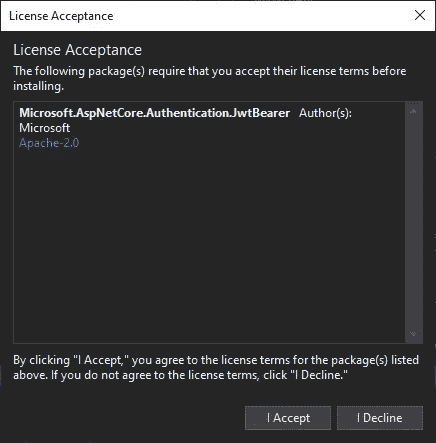 License Acceptance
License Acceptance
The following package(s) require that you accept their license terms before
installing.
Microsoft.AspNetCore.Authentication.JwtBearer Author(s):
Microsoft
Apache-2.0
By clicking "I Accept," you agree to the license terms for the package(s) listed
above. If you do not agree to the license terms, click "I Decline."
I Accept I Decline